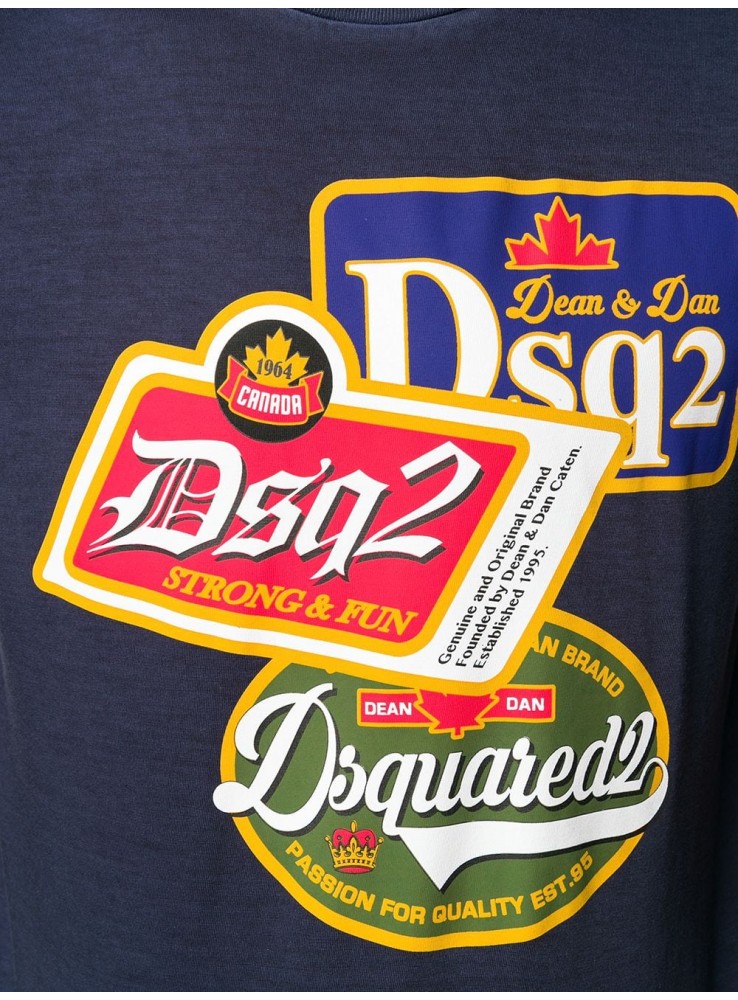 Dean & Dan
Dsq2
1964
CANADA
Dsq2
STRONG & FUN
Genuine and Original Brand
Founded by Dean & Dan Caten.
Established 1995.
BRAND
DEAN DAN
Dsquared2
PASSION FOR QUALITY EST.95